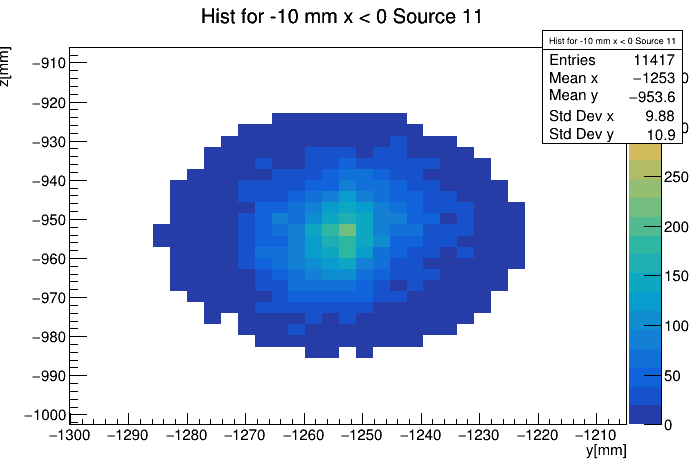 Hist for -10 mm x < 0 Source 11
z[mm]
−910
−920
−930
−940
−950
−960
−970
−980
−990
−1000
−1300 −1290 −1280 −1270 −1260 −1250 −1240 −1230 −1220 −1210
y[mm]
Hist for -10 mm x < 0 Source 11
Entries 11417
Mean x −1253
Mean y −953.6
Std Dev x 9.88
Std Dev y 10.9
250
200
150
100
50
0